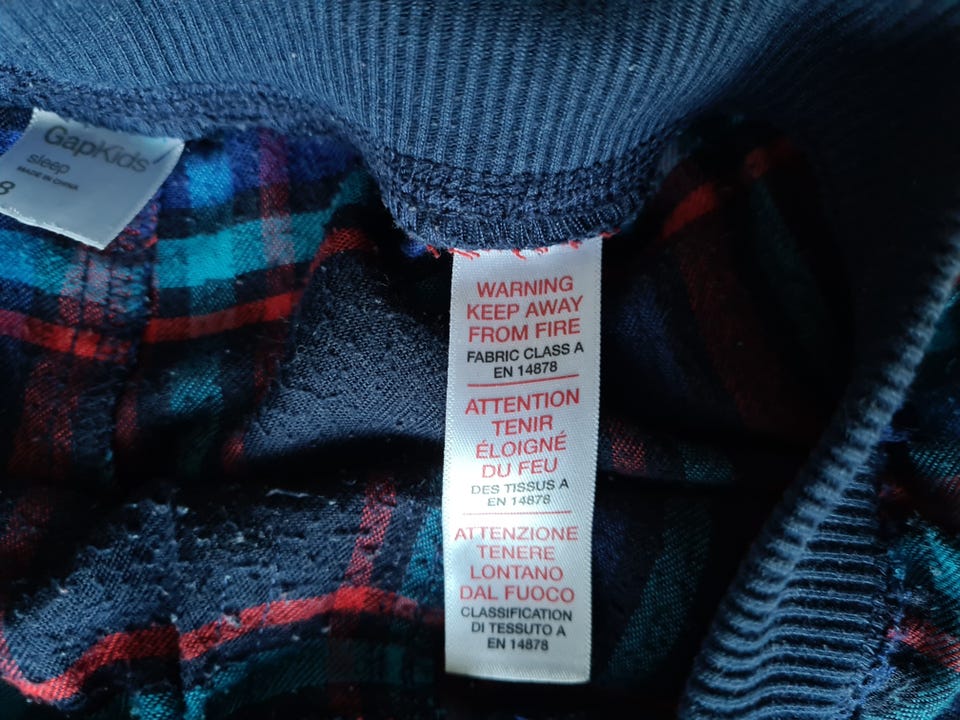 GapKids
sleep
MADE IN CHINA
8
WARNING
KEEP AWAY
FROM FIRE
FABRIC CLASS A
EN 14878
ATTENTION
TENIR
ÉLOIGNÉ
DU FEU
DES TISSUS A
EN 14878
ATTENZIONE
TENERE
LONTANO
DAL FUOCO
CLASSIFICATION
DI TESSUTO A
EN 14878